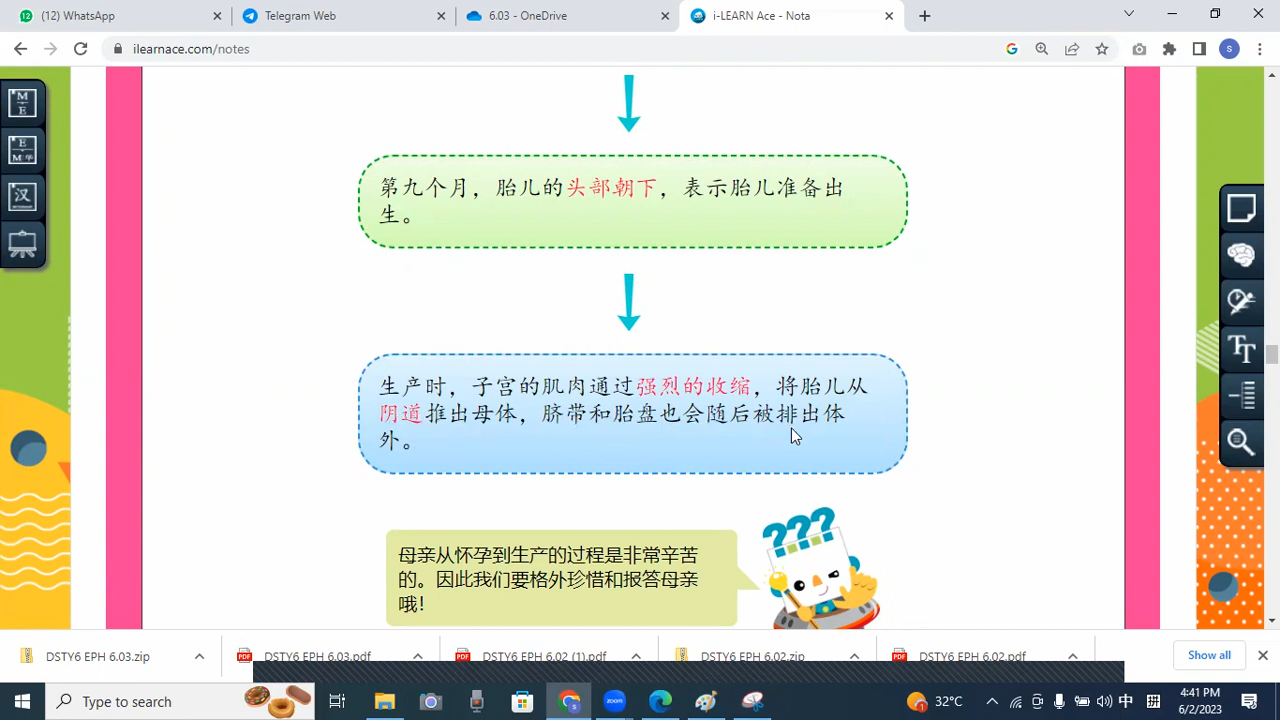 (12) WhatsApp
Telegram Web
6.03 - OneDrive
i-LEARN Ace - Nota
ilearnace.com/notes
第九个月，胎儿的头部朝下，表示胎儿准备出
生。
生产时，子宫的肌肉通过强烈的收缩，将胎儿从
阴道推出母体，脐带和胎盘也会随后被排出体
外。
???
母亲从怀孕到生产的过程是非常辛苦
的。因此我们要格外珍惜和报答母亲
哦！
DSTY6 EPH 6.03.zip
DSTY6 EPH 6.03.pdf
DSTY6 EPH 6.02 (1).pdf
DSTY6 EPH 6.02.zip
DSTY6 EPH 6.02.pdf
Show all
Type here to search
zoom
32°C
中
拼
4:41 PM
6/2/2023